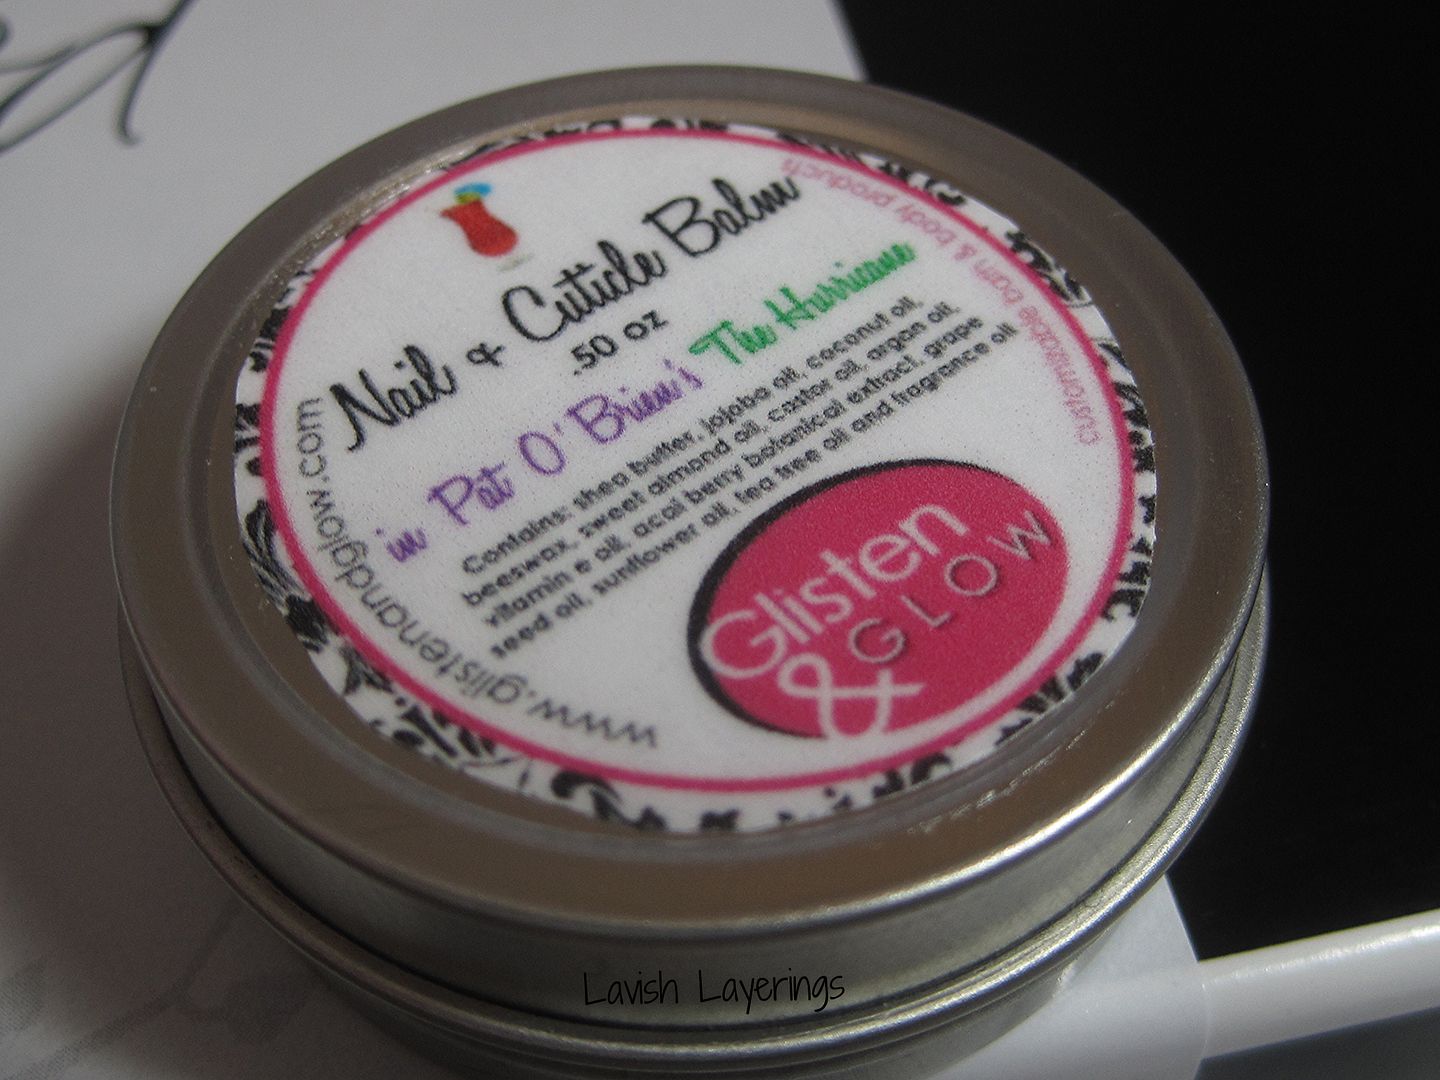 Nail & Cuticle Balm
.50 oz
in Pat O'Brien's The Hurricane
Contains: shea butter, jojoba oil, coconut oil,
beeswax, sweet almond oil, castor oil, argan oil,
vitamin e oil, acai berry botanical extract, grape
seed oil, sunflower oil, tea tree oil and fragrance oil
Glisten
& GLOW
www.glistenandglow.com
customizable bath & body products
Lavish Layerings